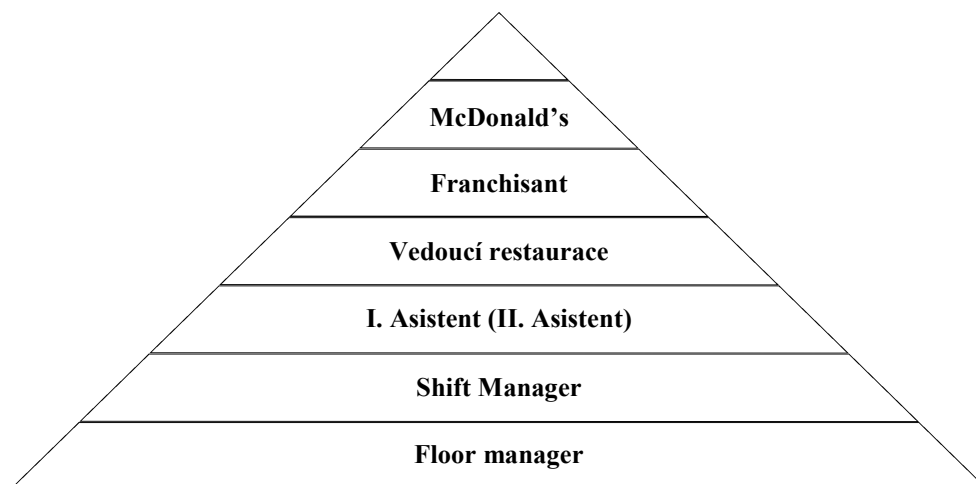 McDonald’s
Franchisant
Vedoucí restaurace
I. Asistent (II. Asistent)
Shift Manager
Floor manager